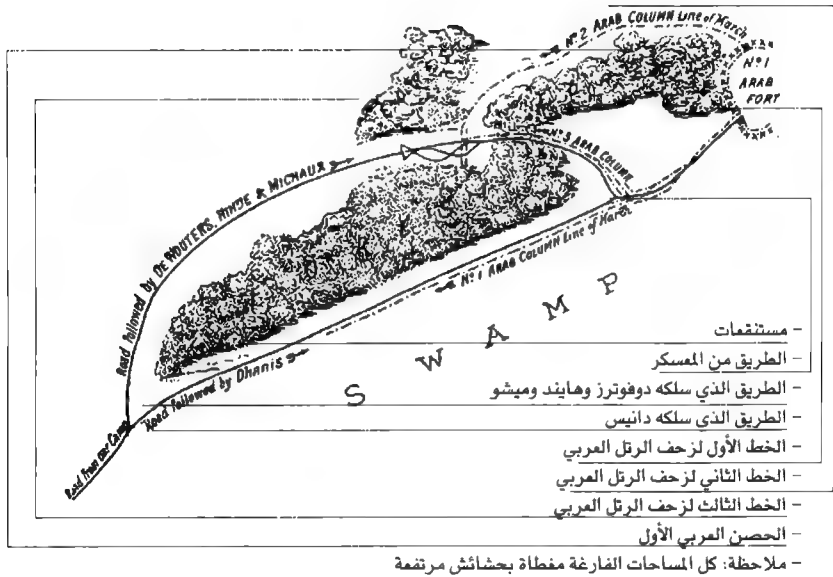 Nº 2 ARAB COLUMN Line of March
Nº 1
ARAB
FORT
Nº 3 ARAB COLUMN
Road followed by DE WOUTERS, HINDE & MICHAUX
Nº 1 ARAB COLUMN Line of March
SWAMP
Road followed by Dhanis
Road from our Camp
- مستنقعات
- الطريق من المعسكر
- الطريق الذي سلكه دوفوترز وهايند وميشو
- الطريق الذي سلكه دانيس
- الخط الأول لزحف الرتل العربي
- الخط الثاني لزحف الرتل العربي
- الخط الثالث لزحف الرتل العربي
- الحصن العربي الأول
- ملاحظة: كل المساحات الفارغة مغطاة بحشائش مرتفعة